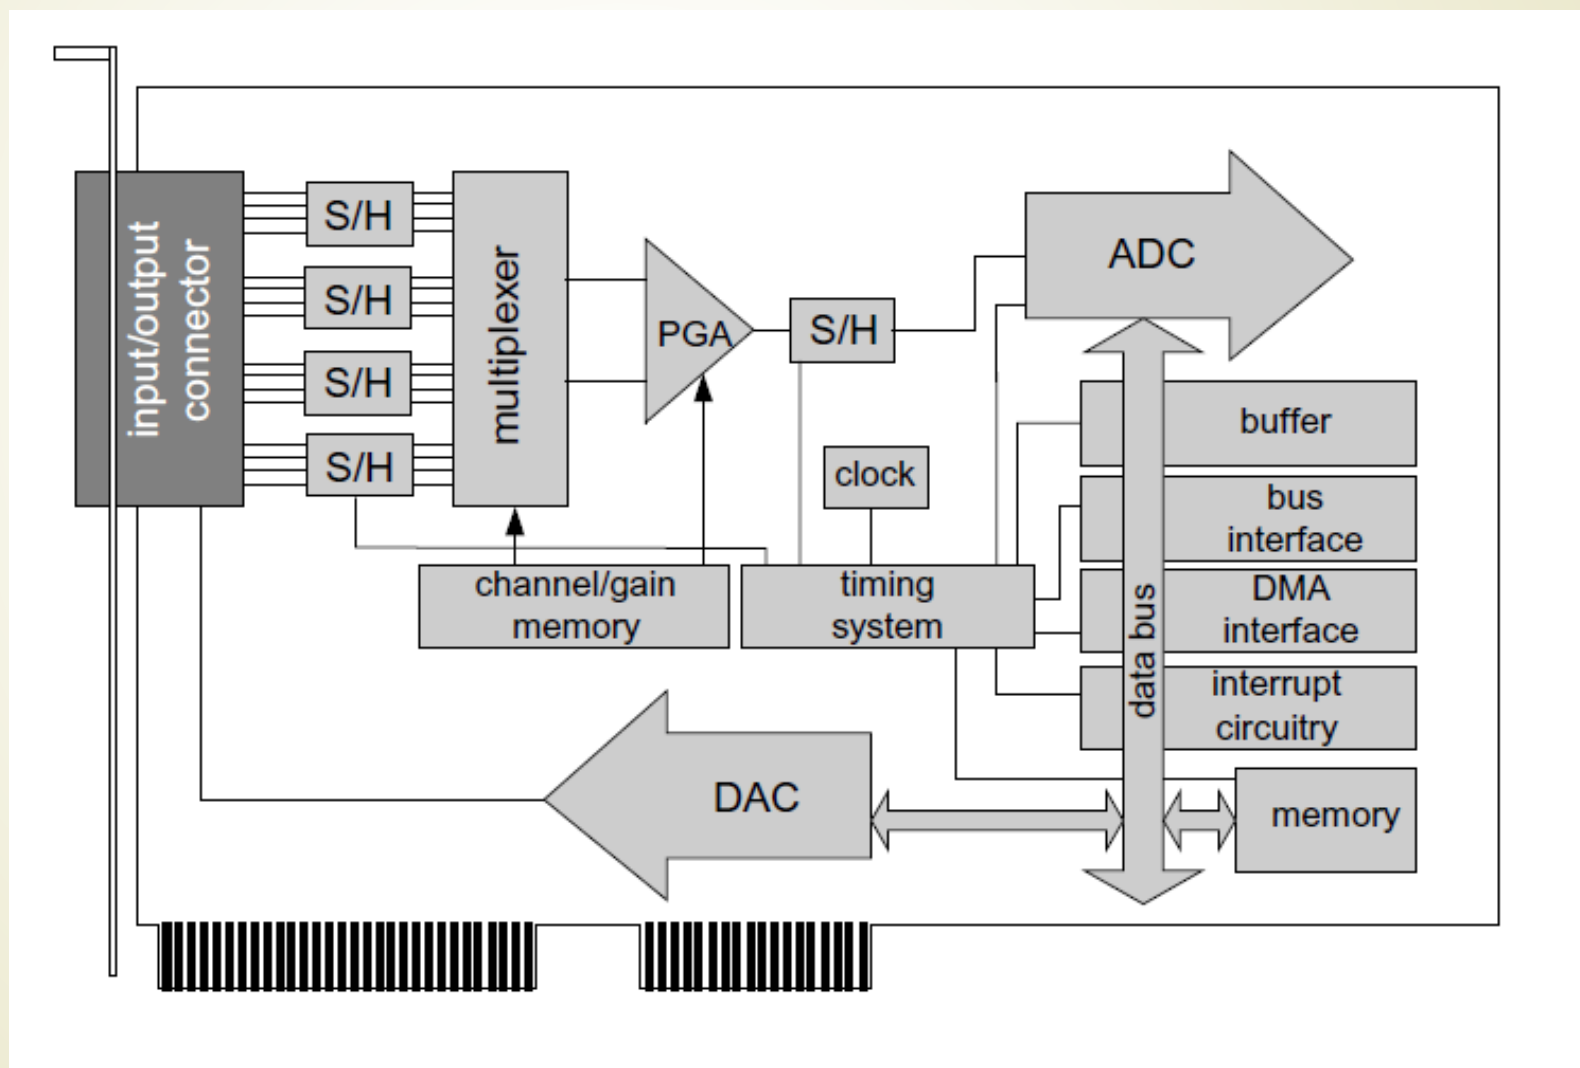 input/output
connector
S/H
S/H
S/H
S/H
multiplexer
PGA
S/H
ADC
clock
channel/gain
memory
timing
system
buffer
bus
interface
DMA
interface
interrupt
circuitry
data bus
memory
DAC